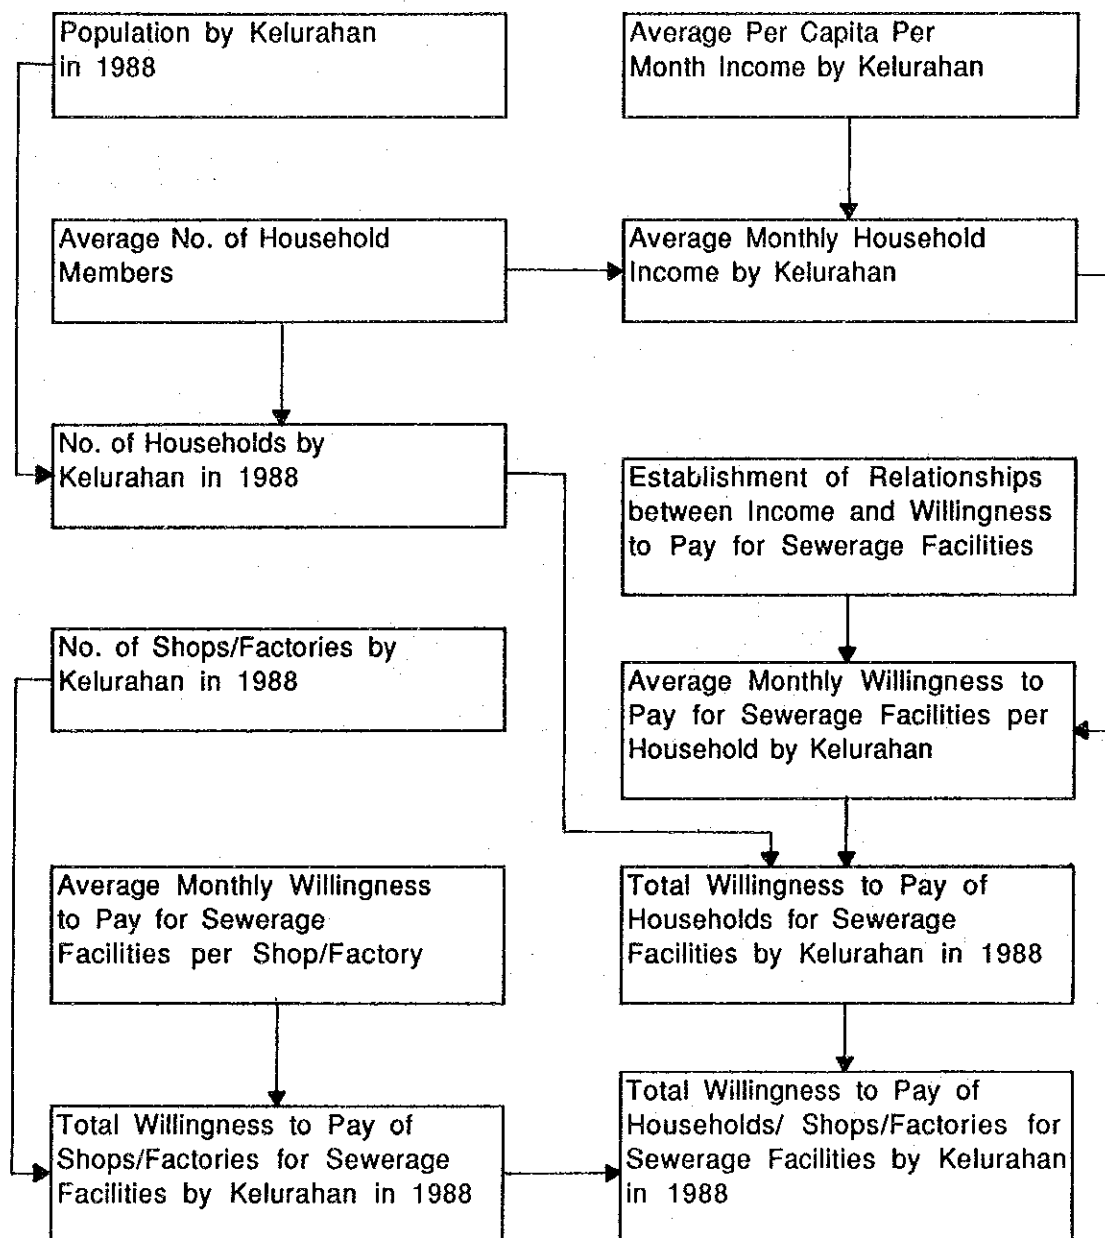 Population by Kelurahan
in 1988
Average Per Capita Per
Month Income by Kelurahan
Average No. of Household
Members
Average Monthly Household
Income by Kelurahan
No. of Households by
Kelurahan in 1988
Establishment of Relationships
between Income and Willingness
to Pay for Sewerage Facilities
No. of Shops/Factories by
Kelurahan in 1988
Average Monthly Willingness to
Pay for Sewerage Facilities per
Household by Kelurahan
Average Monthly Willingness
to Pay for Sewerage
Facilities per Shop/Factory
Total Willingness to Pay of
Households for Sewerage
Facilities by Kelurahan in 1988
Total Willingness to Pay of
Shops/Factories for Sewerage
Facilities by Kelurahan in 1988
Total Willingness to Pay of
Households/ Shops/Factories for
Sewerage Facilities by Kelurahan
in 1988